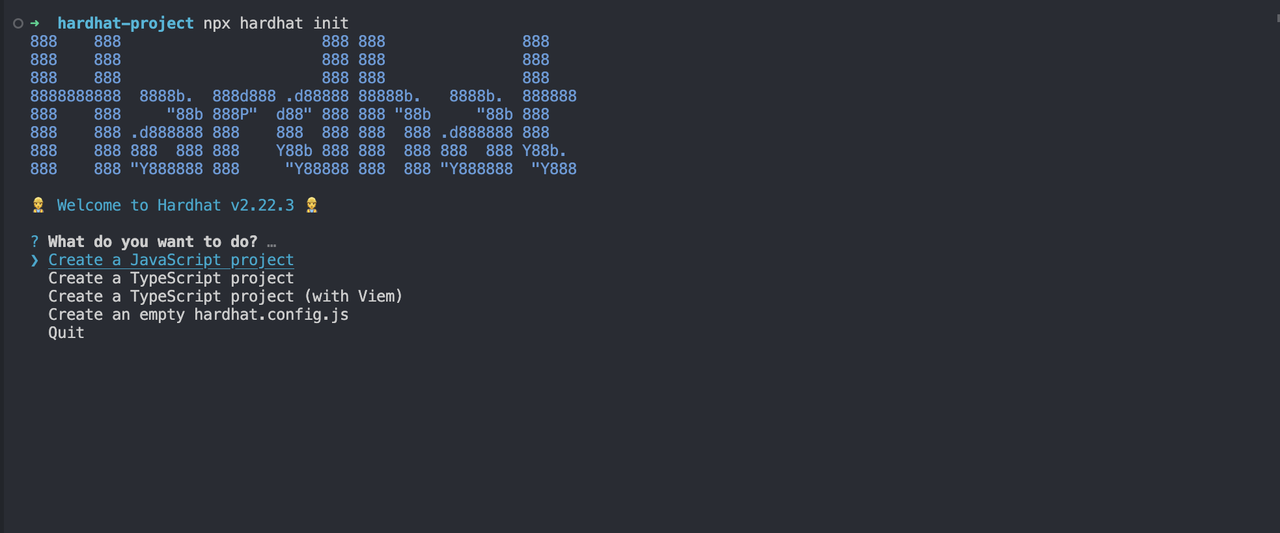 ➜  hardhat-project npx hardhat init
888    888                      888 888               888
888    888                      888 888               888
888    888                      888 888               888
8888888888  8888b.  888d888 .d88888 88888b.   8888b.  888888
888    888     "88b 888P"  d88" 888 888 "88b     "88b 888
888    888 .d888888 888    888  888 888  888 .d888888 888
888    888 888  888 888    Y88b 888 888  888 888  888 Y88b.
888    888 "Y888888 888     "Y88888 888  888 "Y888888  "Y888
👷 Welcome to Hardhat v2.22.3 👷
? What do you want to do? …
❯ Create a JavaScript project
Create a TypeScript project
Create a TypeScript project (with Viem)
Create an empty hardhat.config.js
Quit